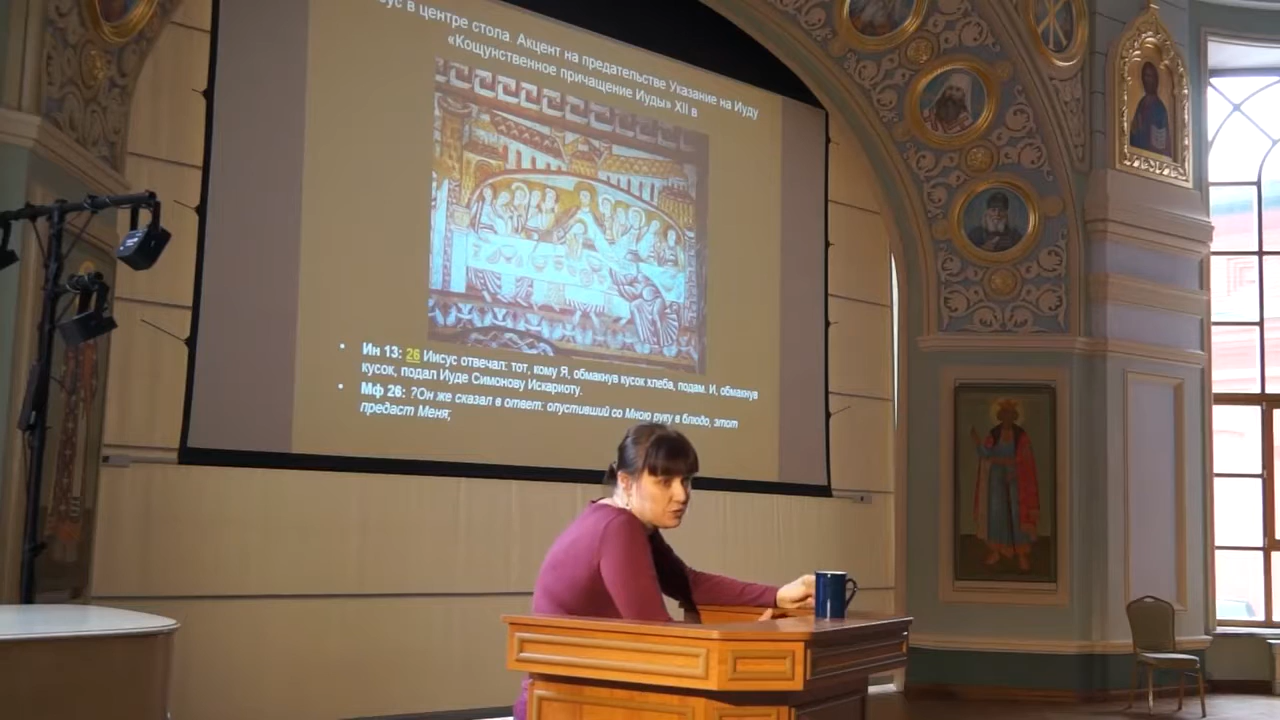 ус в центре стола. Акцент на предательстве Указание на Иуду
«Кощунственное причащение Иуды» XII в
• Ин 13: 26 Иисус отвечал: тот, кому Я, обмакнув кусок хлеба, подам. И, обмакнув
кусок, подал Иуде Симонову Искариоту.
• Мф 26: ?Он же сказал в ответ: опустивший со Мною руку в блюдо, этот
предаст Меня;